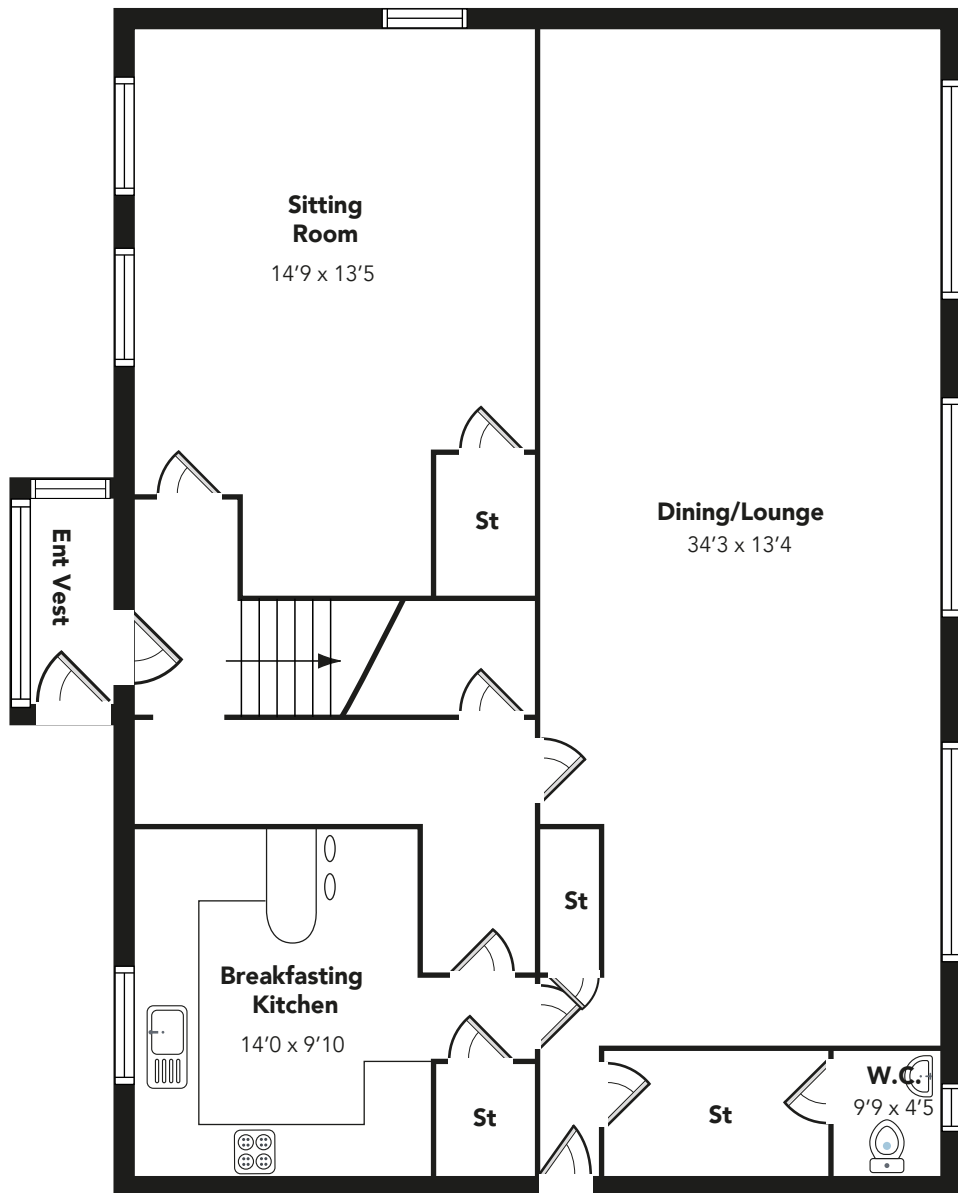 Sitting
Room
14'9 x 13'5
St
Dining/Lounge
34'3 x 13'4
Ent Vest
St
Breakfasting
Kitchen
14'0 x 9'10
W.C.
9'9 x 4'5
St
St